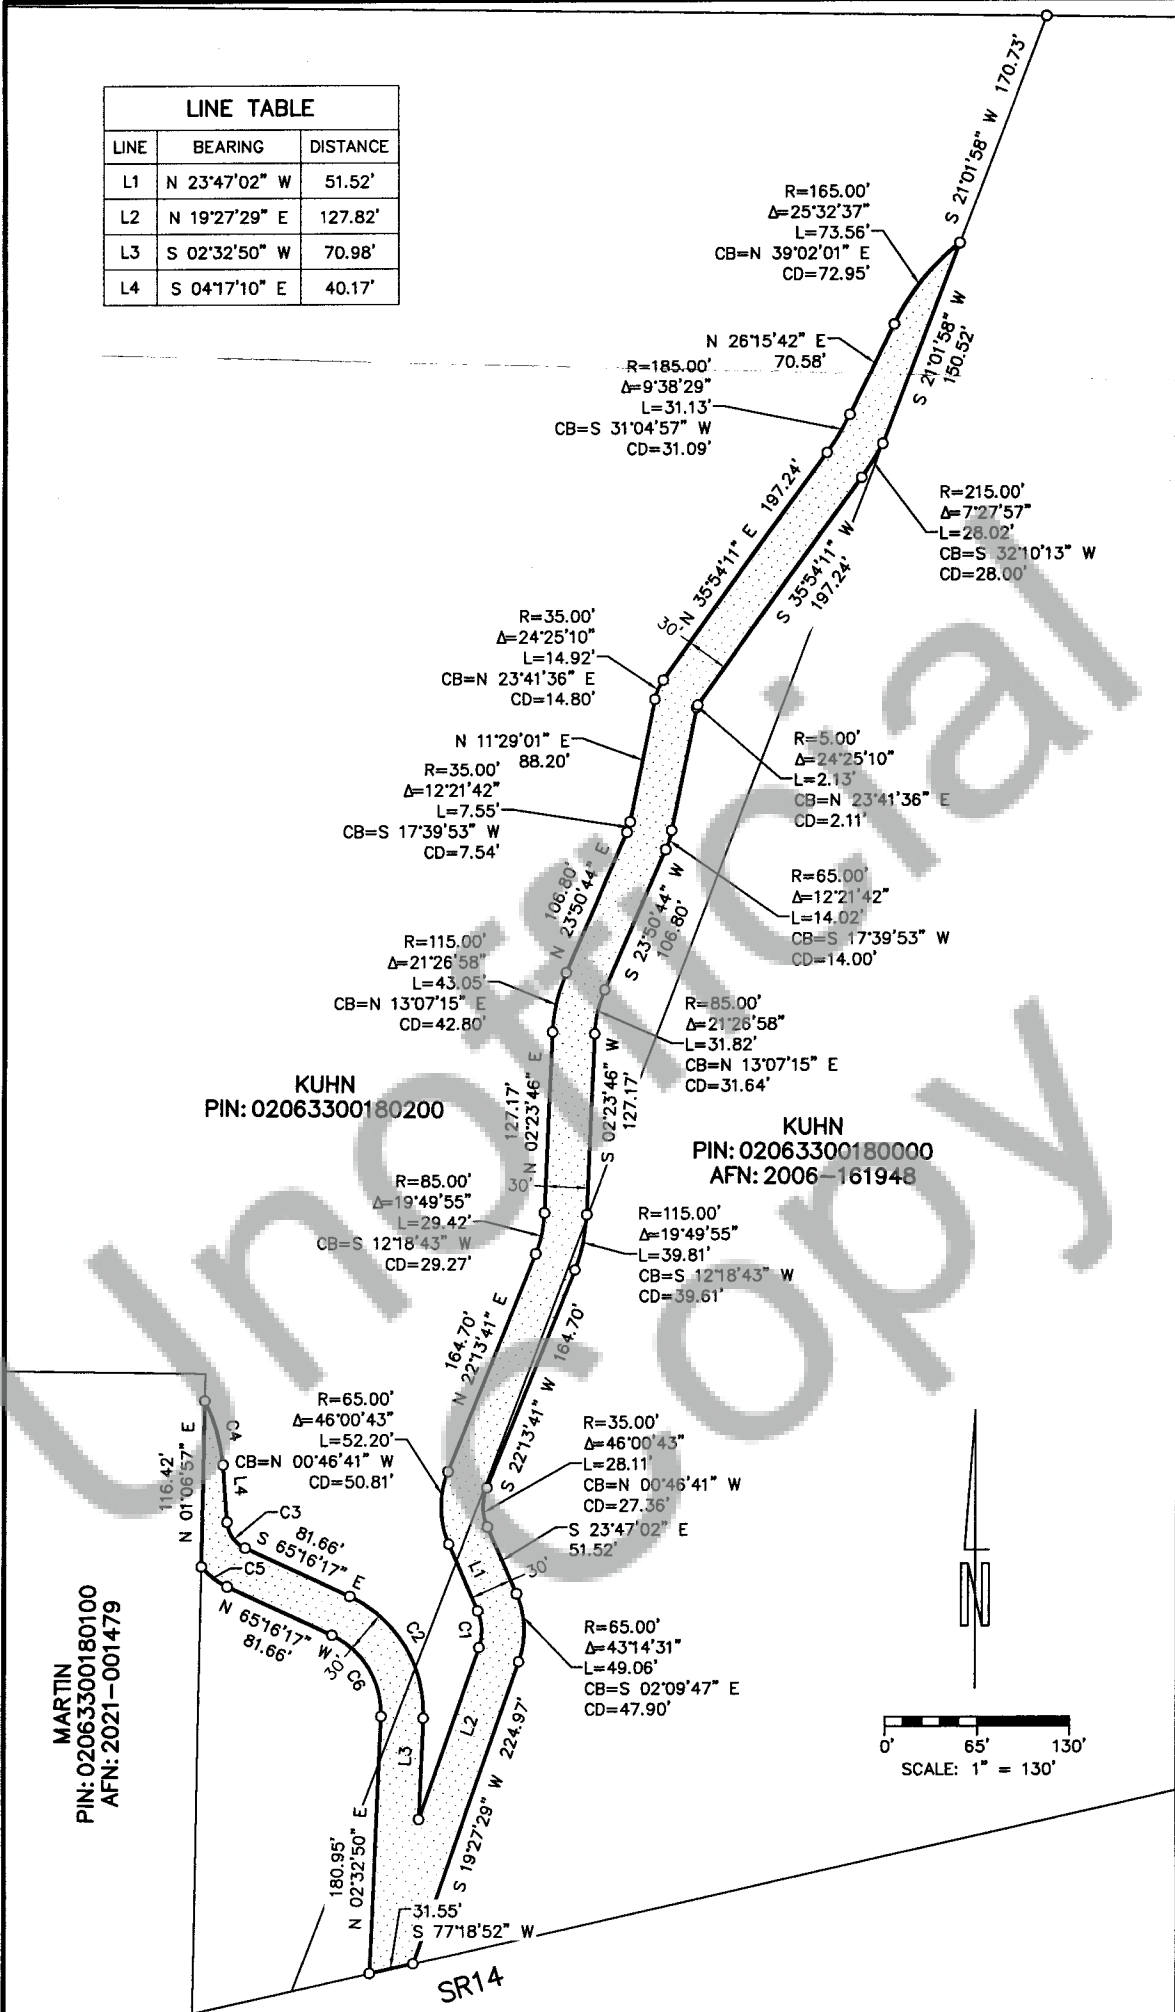 S 21°01'58" W 170.73'
LINE TABLE
LINE BEARING DISTANCE
L1 N 23°47'02" W 51.52'
L2 N 19°27'29" E 127.82'
L3 S 02°32'50" W 70.98'
L4 S 04°17'10" E 40.17'
R=165.00'
Δ=25°32'37"
L=73.56'
CB=N 39°02'01" E
CD=72.95'
S 21°01'58" W
150.52'
N 26°15'42" E
70.58'
R=185.00'
Δ=9°38'29"
L=31.13'
CB=S 31°04'57" W
CD=31.09'
R=215.00'
Δ=7°27'57"
L=28.02'
CB=S 32°10'13" W
CD=28.00'
N 35°54'11" E 197.24'
S 35°54'11" W
197.24'
30'
R=35.00'
Δ=24°25'10"
L=14.92'
CB=N 23°41'36" E
CD=14.80'
N 11°29'01" E
88.20'
R=5.00'
Δ=24°25'10"
L=2.13'
CB=N 23°41'36" E
CD=2.11'
R=35.00'
Δ=12°21'42"
L=7.55'
CB=S 17°39'53" W
CD=7.54'
R=65.00'
Δ=12°21'42"
L=14.02'
CB=S 17°39'53" W
CD=14.00'
106.80'
N 23°50'44" E
S 23°50'44" W
106.80'
R=115.00'
Δ=21°26'58"
L=43.05'
CB=N 13°07'15" E
CD=42.80'
R=85.00'
Δ=21°26'58"
L=31.82'
CB=N 13°07'15" E
CD=31.64'
127.17'
N 02°23'46" E
S 02°23'46" W
127.17'
KUHN
PIN: 02063300180200
KUHN
PIN: 02063300180000
AFN: 2006-161948
30'
R=85.00'
Δ=19°49'55"
L=29.42'
CB=S 12°18'43" W
CD=29.27'
R=115.00'
Δ=19°49'55"
L=39.81'
CB=S 12°18'43" W
CD=39.61'
164.70'
N 22°13'41" E
S 22°13'41" W 164.70'
R=65.00'
Δ=46°00'43"
L=52.20'
CB=N 00°46'41" W
CD=50.81'
R=35.00'
Δ=46°00'43"
L=28.11'
CB=N 00°46'41" W
CD=27.36'
S 23°47'02" E
51.52'
30'
116.42'
N 01°06'57" E
C4
L4
C3
81.66'
S 65°16'17" E
C5
N 65°16'17" W
81.66'
30'
C6
C2
L1
C1
L2
L3
R=65.00'
Δ=43°14'31"
L=49.06'
CB=S 02°09'47" E
CD=47.90'
S 19°27'29" W 224.97'
MARTIN
PIN: 02063300180100
AFN: 2021-001479
180.95'
N 02°32'50" E
31.55'
S 77°18'52" W
SR14
N
0' 65' 130'
SCALE: 1" = 130'
Unofficial
Copy